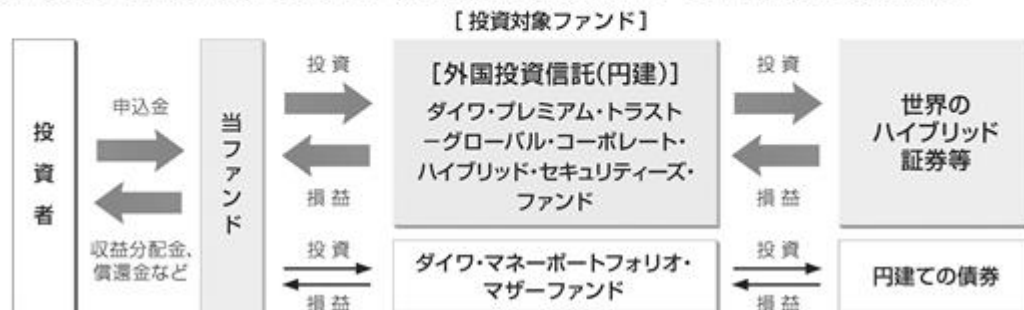 [投資対象ファンド]
投資者
申込金
収益分配金、
償還金など
当ファンド
投資
損益
[外国投資信託(円建)]
ダイワ・プレミアム・トラスト
－グローバル・コーポレート・
ハイブリッド・セキュリティーズ・
ファンド
投資
損益
世界の
ハイブリッド
証券等
投資
損益
ダイワ・マネーポートフォリオ・
マザーファンド
投資
損益
円建ての債券